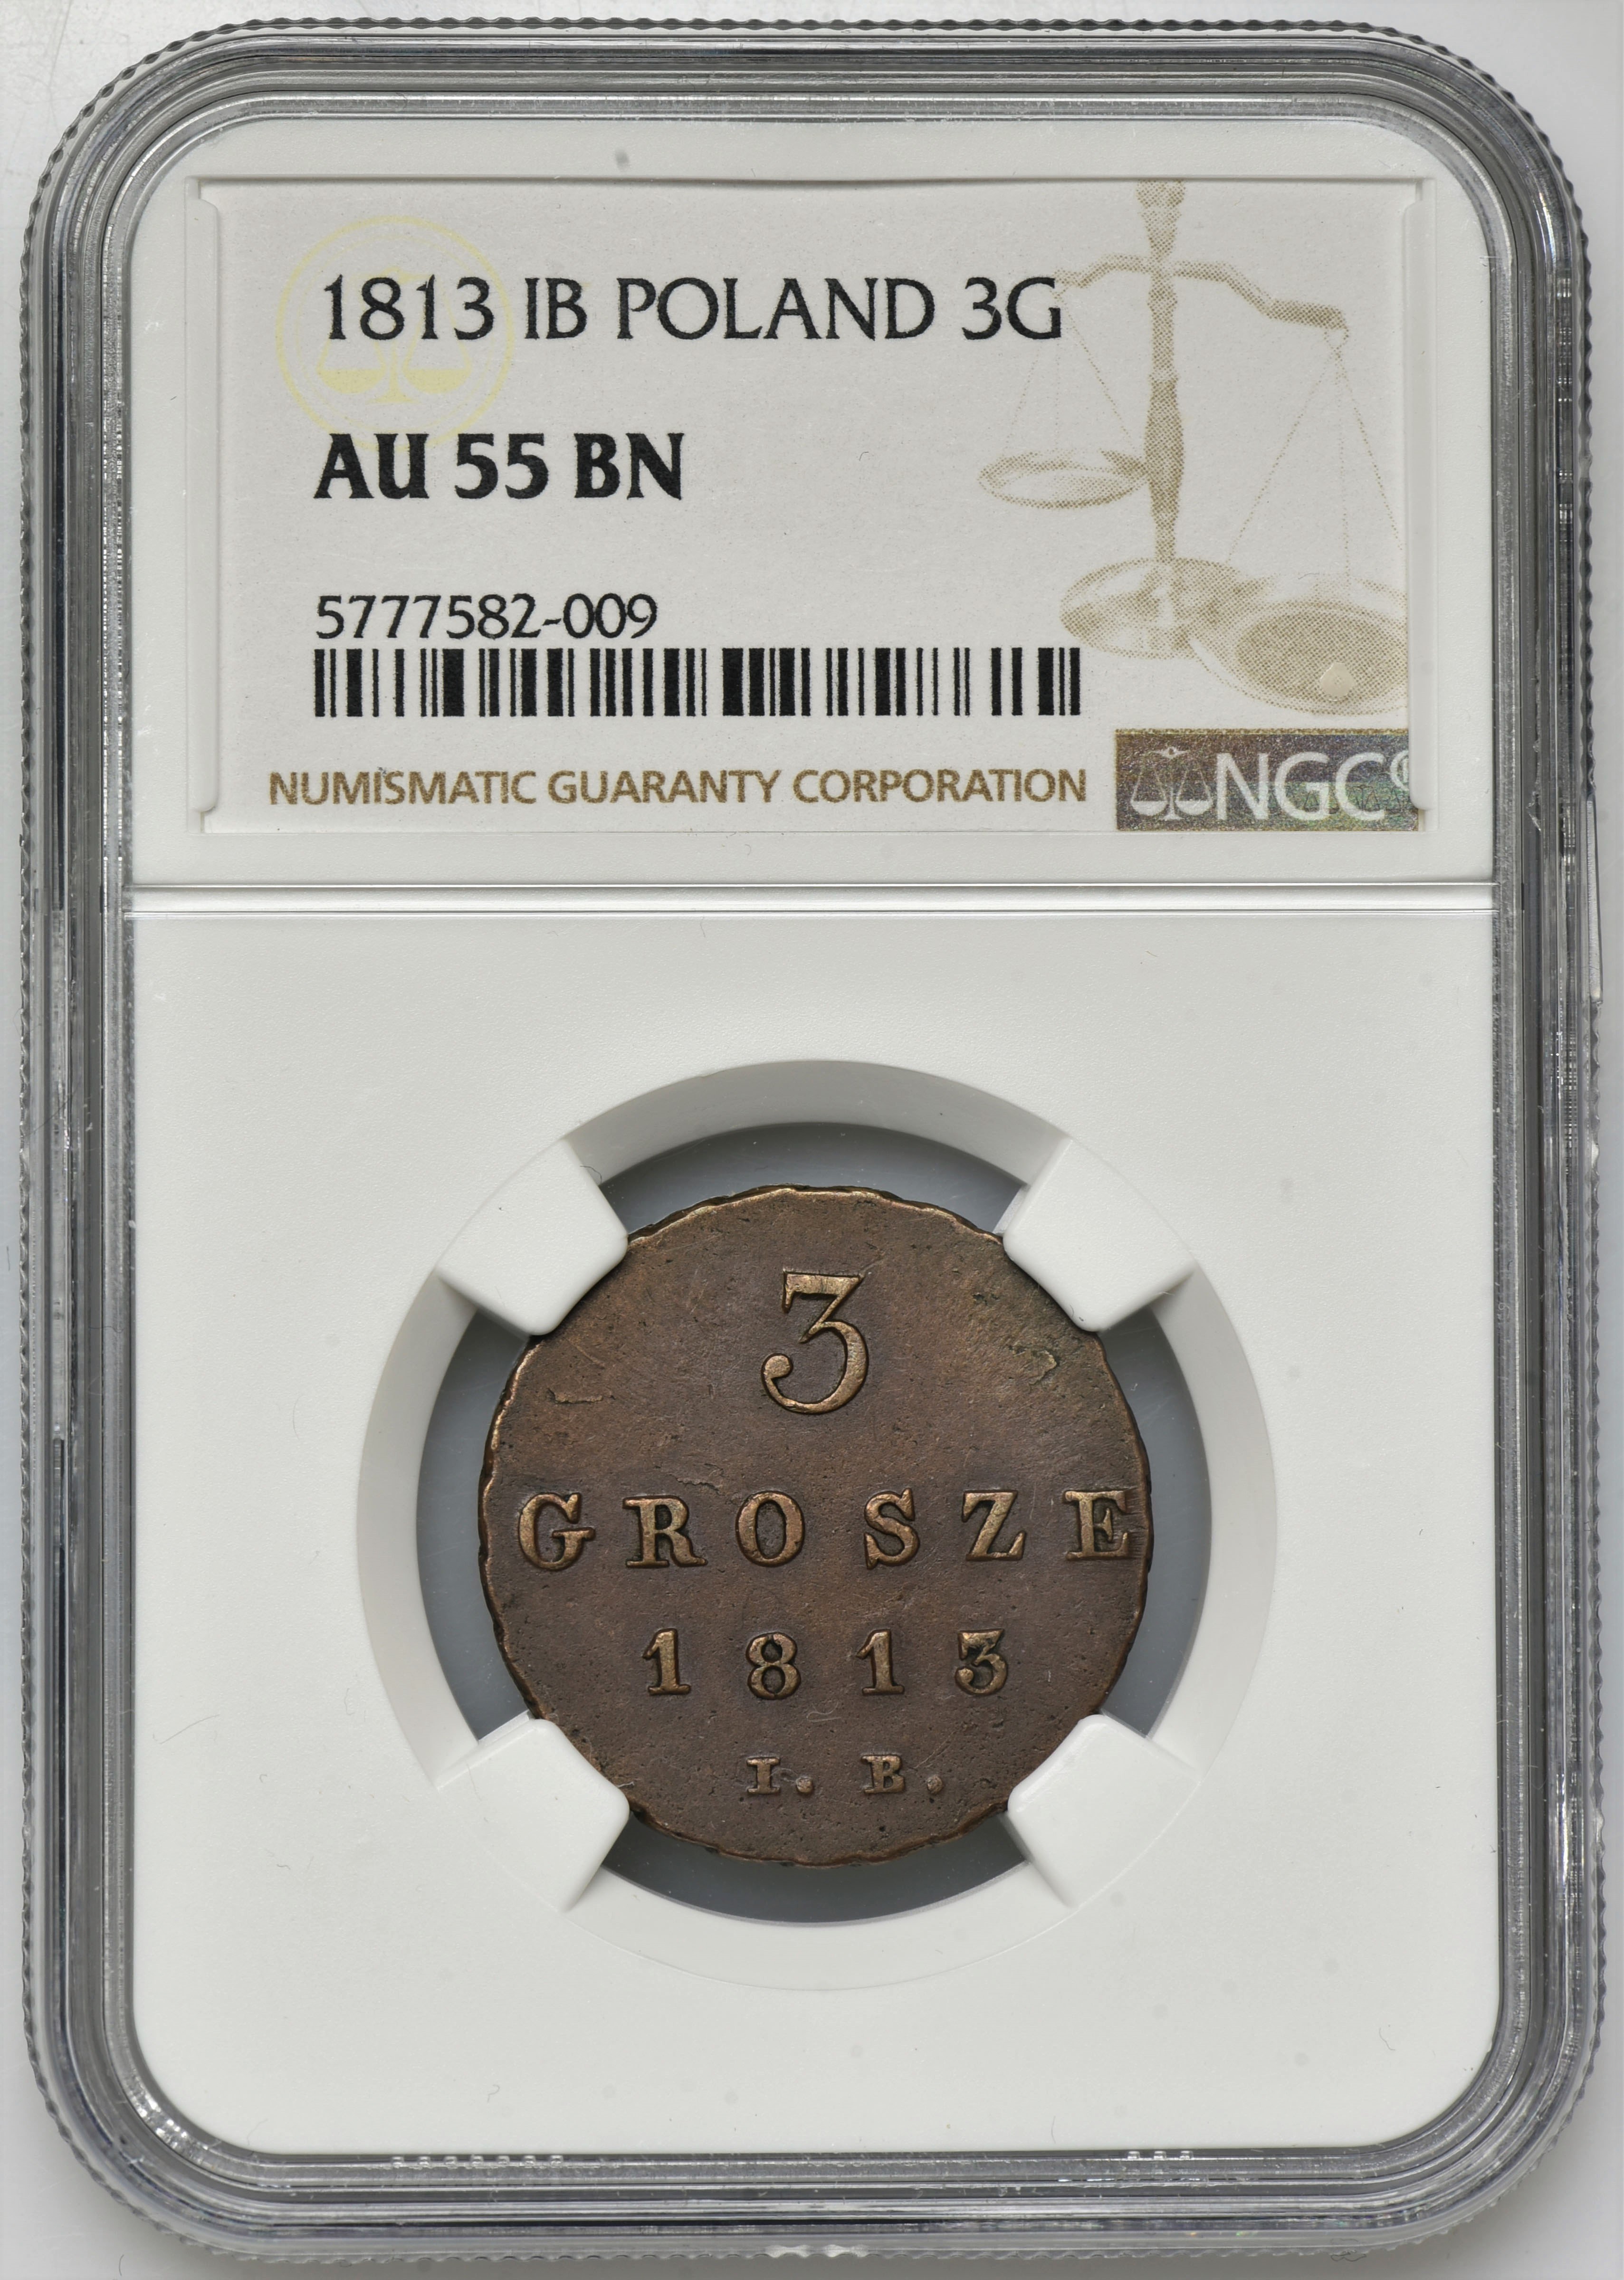 1813 IB POLAND 3G
AU 55 BN
5777582-009
NUMISMATIC GUARANTY CORPORATION
NGC
3
GROSZE
1813
I. B.